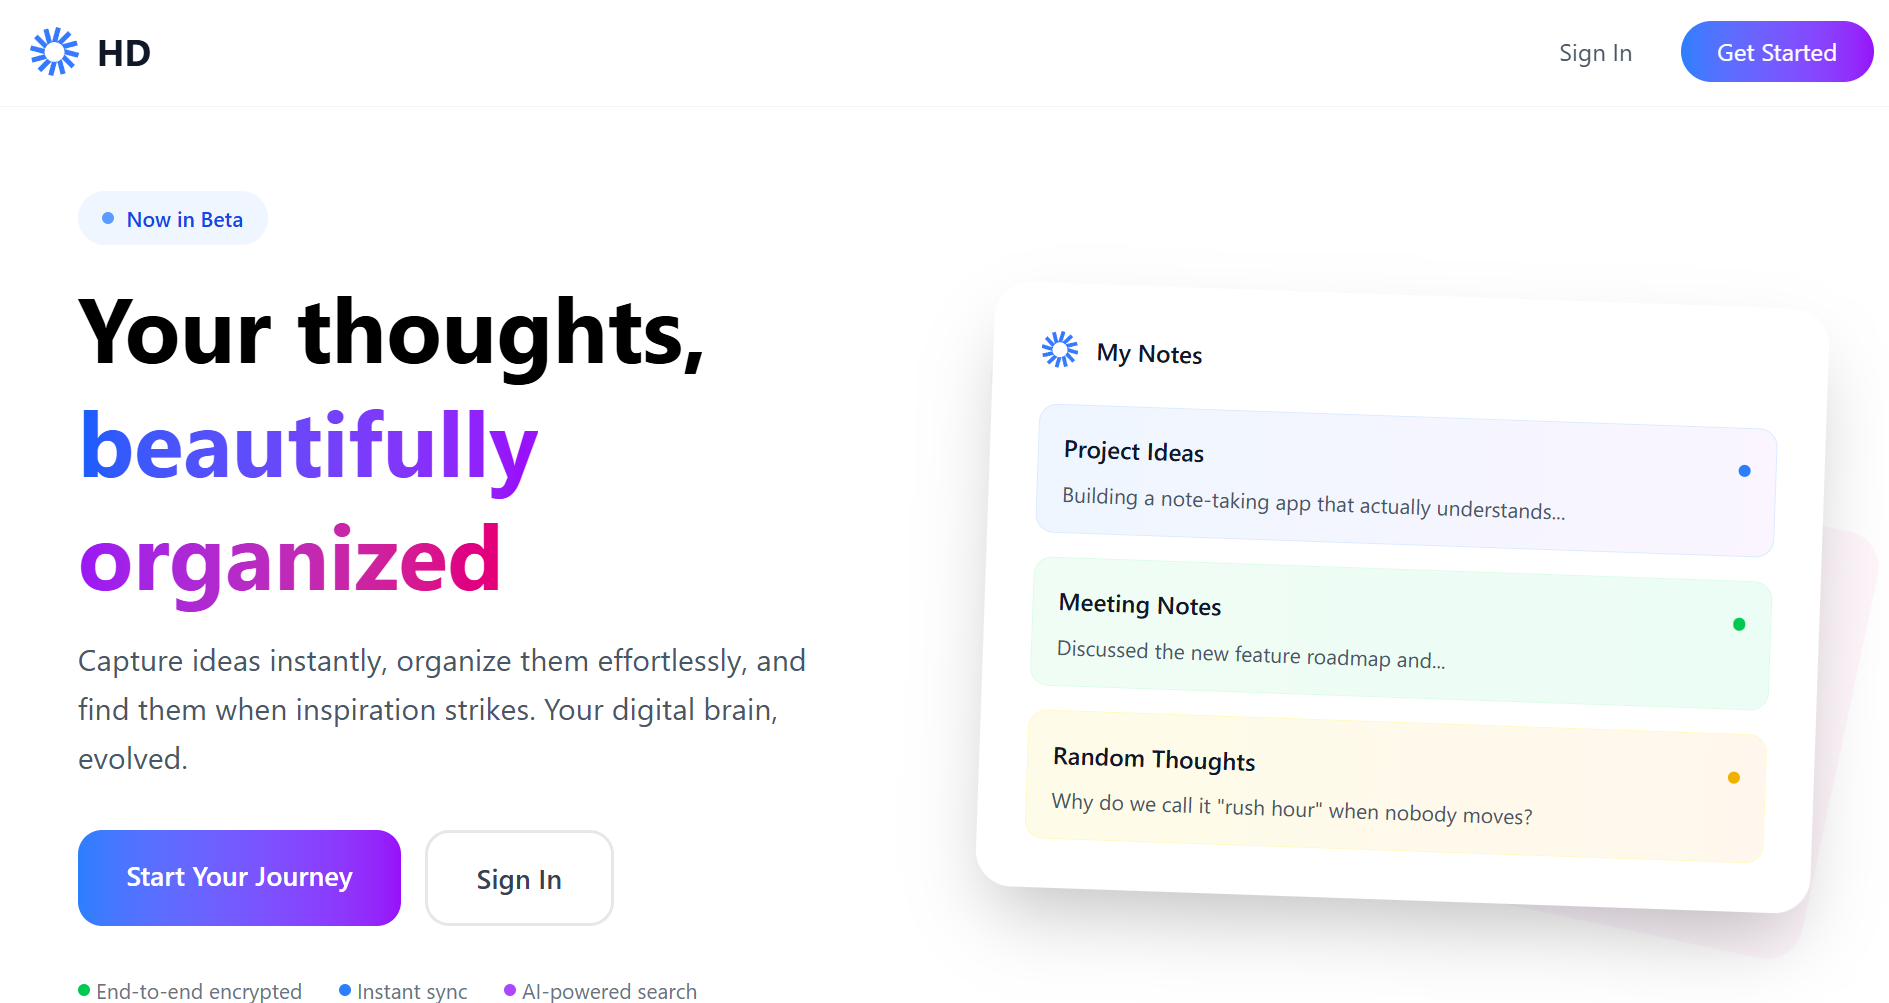 HD
Sign In
Get Started
Now in Beta
Your thoughts,
beautifully
organized
Capture ideas instantly, organize them effortlessly, and
find them when inspiration strikes. Your digital brain,
evolved.
Start Your Journey
Sign In
End-to-end encrypted
Instant sync
AI-powered search
My Notes
Project Ideas
Building a note-taking app that actually understands...
Meeting Notes
Discussed the new feature roadmap and...
Random Thoughts
Why do we call it "rush hour" when nobody moves?